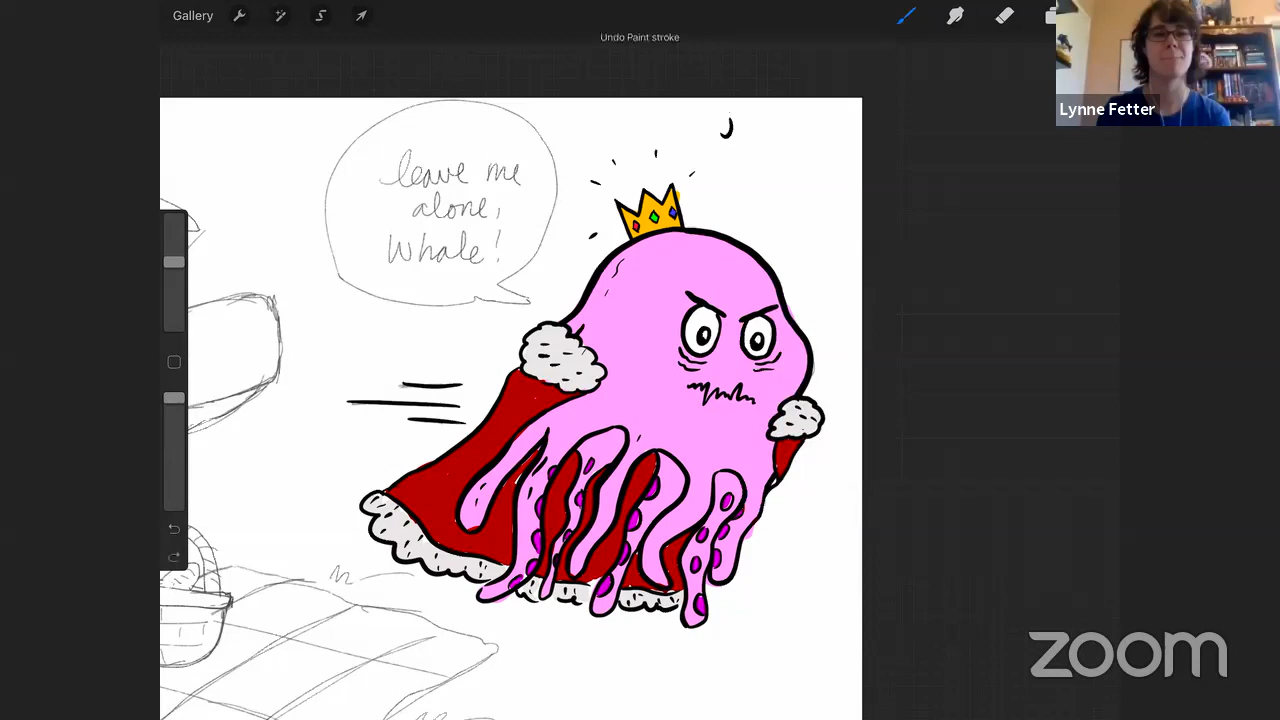 Gallery
Undo Paint stroke
Lynne Fetter
leave me
alone,
Whale!
zoom